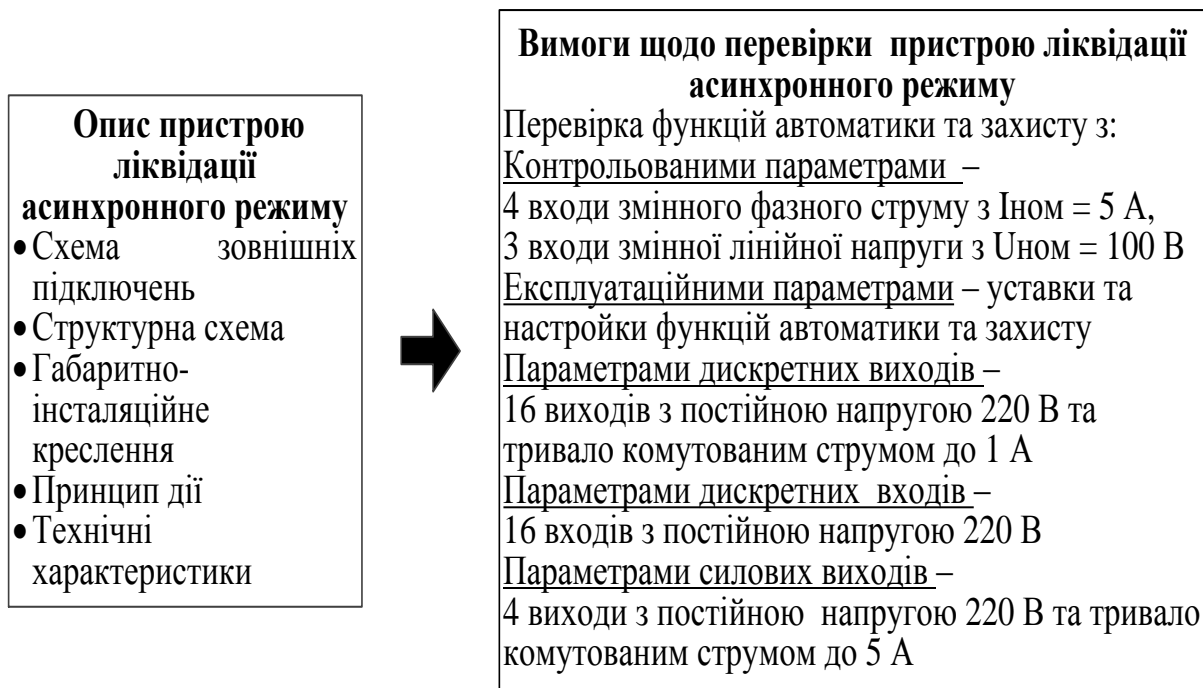 Опис пристрою
ліквідації
асинхронного режиму
•Схема зовнішніх
підключень
•Структурна схема
•Габаритно-
інсталяційне
креслення
•Принцип дії
•Технічні
характеристики
Вимоги щодо перевірки пристрою ліквідації
асинхронного режиму
Перевірка функцій автоматики та захисту з:
Контрольованими параметрами –
4 входи змінного фазного струму з Іном = 5 А,
3 входи змінної лінійної напруги з Uном = 100 В
Експлуатаційними параметрами – уставки та
настройки функцій автоматики та захисту
Параметрами дискретних виходів –
16 виходів з постійною напругою 220 В та
тривало комутованим струмом до 1 А
Параметрами дискретних входів –
16 входів з постійною напругою 220 В
Параметрами силових виходів –
4 виходи з постійною напругою 220 В та тривало
комутованим струмом до 5 А